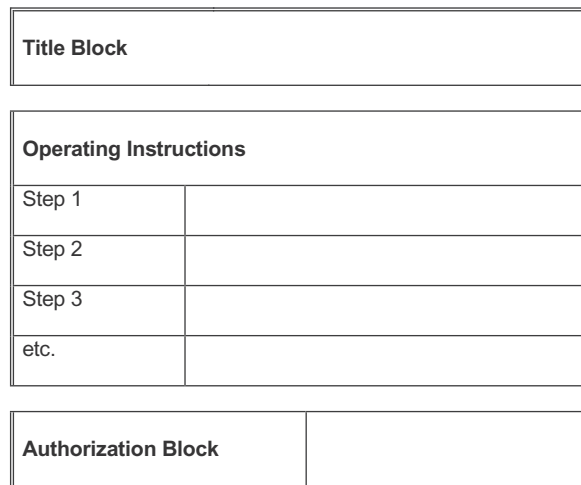 Title Block
Operating Instructions
Step 1
Step 2
Step 3
etc.
Authorization Block